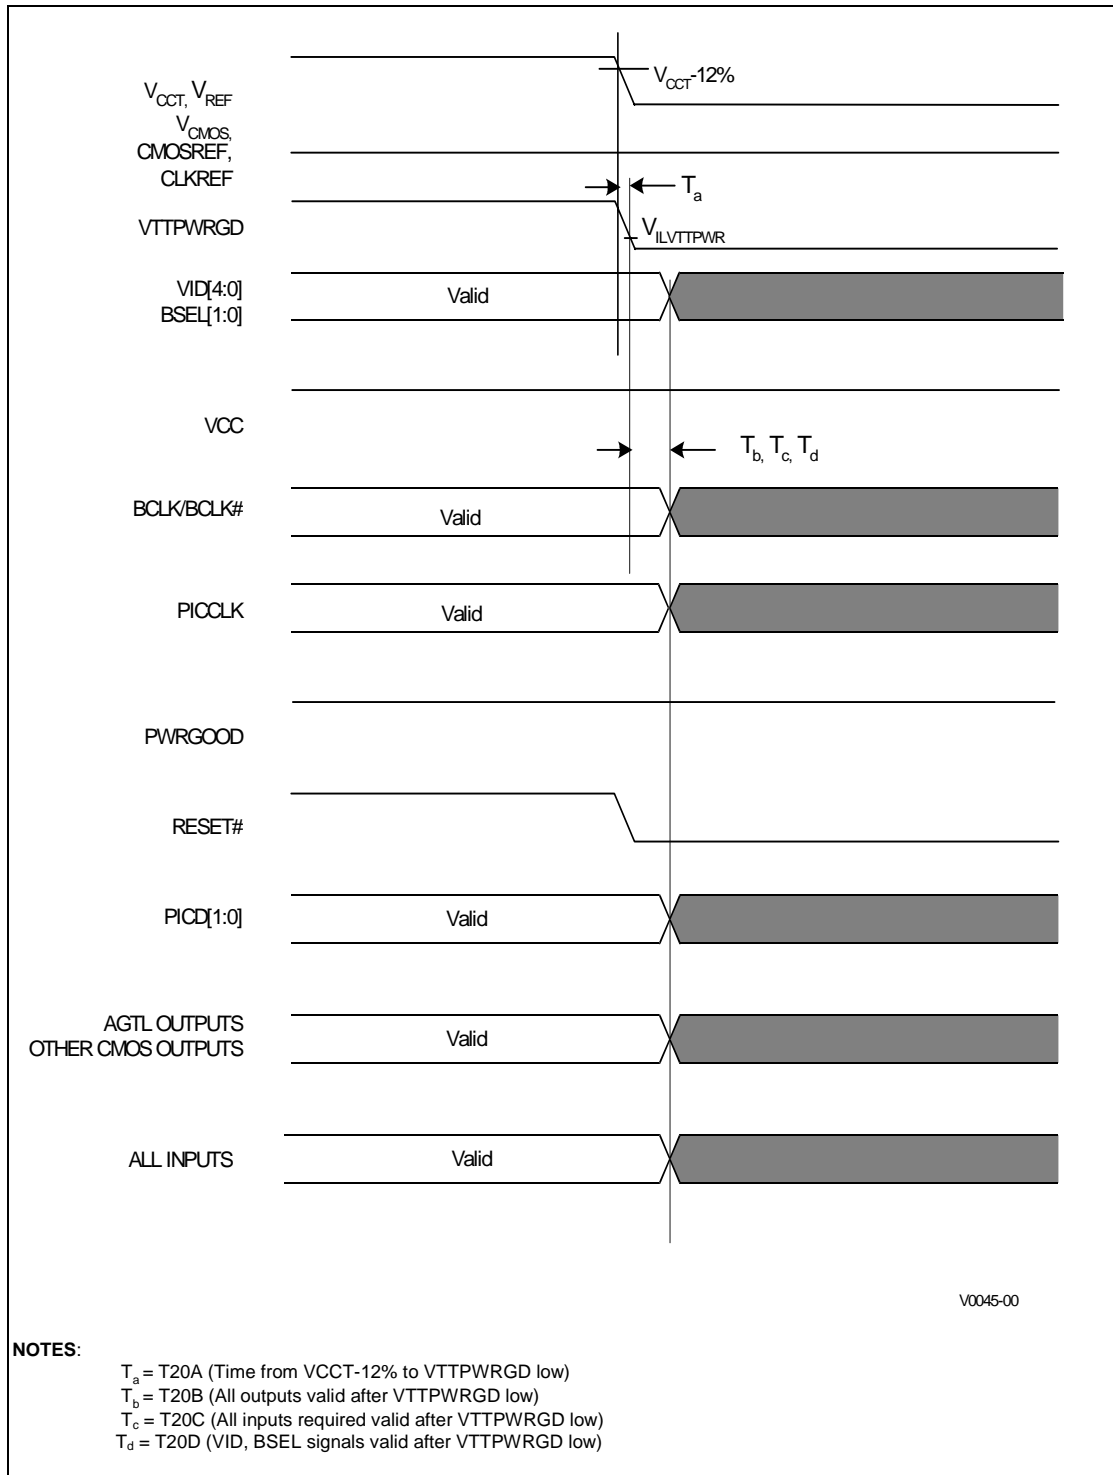 V_CCT-12%
V_CCT, V_REF
V_CMOS,
CMOSREF,
CLKREF
T_a
VTTPWRGD
V_ILVTTPWR
VID[4:0]
BSEL[1:0]
Valid
VCC
T_b, T_c, T_d
BCLK/BCLK#
Valid
PICCLK
Valid
PWRGOOD
RESET#
PICD[1:0]
Valid
AGTL OUTPUTS
OTHER CMOS OUTPUTS
Valid
ALL INPUTS
Valid
V0045-00
NOTES:
T_a = T20A (Time from VCCT-12% to VTTPWRGD low)
T_b = T20B (All outputs valid after VTTPWRGD low)
T_c = T20C (All inputs required valid after VTTPWRGD low)
T_d = T20D (VID, BSEL signals valid after VTTPWRGD low)